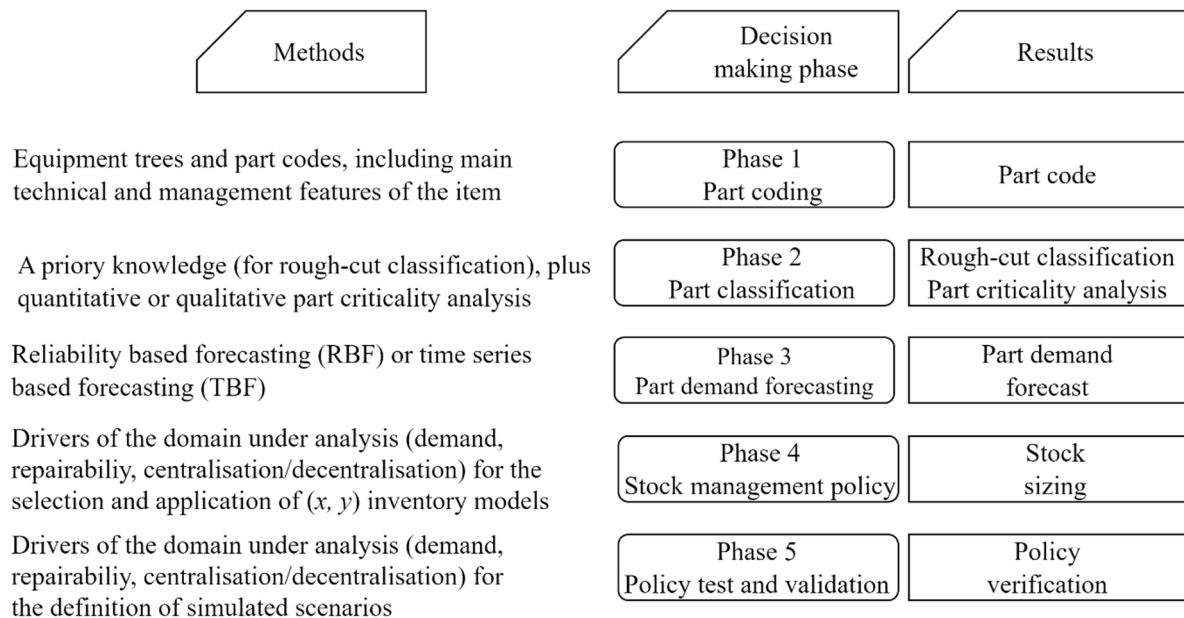 Methods
Decision
making phase
Results
Equipment trees and part codes, including main
technical and management features of the item
Phase 1
Part coding
Part code
A priory knowledge (for rough-cut classification), plus
quantitative or qualitative part criticality analysis
Phase 2
Part classification
Rough-cut classification
Part criticality analysis
Reliability based forecasting (RBF) or time series
based forecasting (TBF)
Phase 3
Part demand forecasting
Part demand
forecast
Drivers of the domain under analysis (demand,
repairabiliy, centralisation/decentralisation) for the
selection and application of (x, y) inventory models
Phase 4
Stock management policy
Stock
sizing
Drivers of the domain under analysis (demand,
repairabiliy, centralisation/decentralisation) for
the definition of simulated scenarios
Phase 5
Policy test and validation
Policy
verification